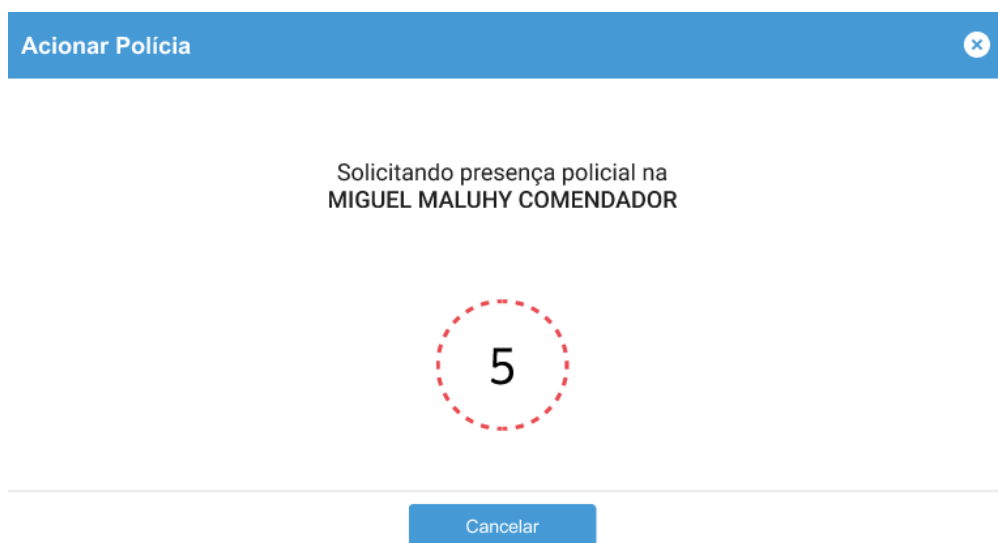 Acionar Polícia
Solicitando presença policial na
MIGUEL MALUHY COMENDADOR
5
Cancelar